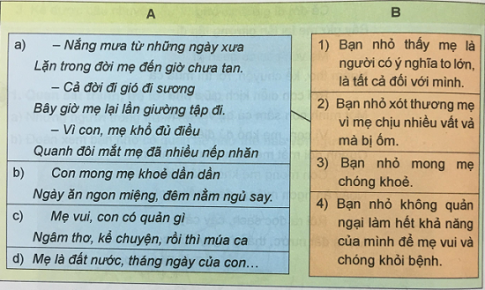 A
a) – Nắng mưa từ những ngày xưa
Lặn trong đời mẹ đến giờ chưa tan.
– Cả đời đi gió đi sương
Bây giờ mẹ lại lần giường tập đi.
– Vì con, mẹ khổ đủ điều
Quanh đôi mắt mẹ đã nhiều nếp nhăn
b) Con mong mẹ khoẻ dần dần
Ngày ăn ngon miệng, đêm nằm ngủ say.
c) Mẹ vui, con có quản gì
Ngâm thơ, kể chuyện, rồi thì múa ca
d) Mẹ là đất nước, tháng ngày của con...
B
1) Bạn nhỏ thấy mẹ là
người có ý nghĩa to lớn,
là tất cả đối với mình.
2) Bạn nhỏ xót thương mẹ
vì mẹ chịu nhiều vất vả
mà bị ốm.
3) Bạn nhỏ mong mẹ
chóng khoẻ.
4) Bạn nhỏ không quản
ngại làm hết khả năng
của mình để mẹ vui và
chóng khỏi bệnh.